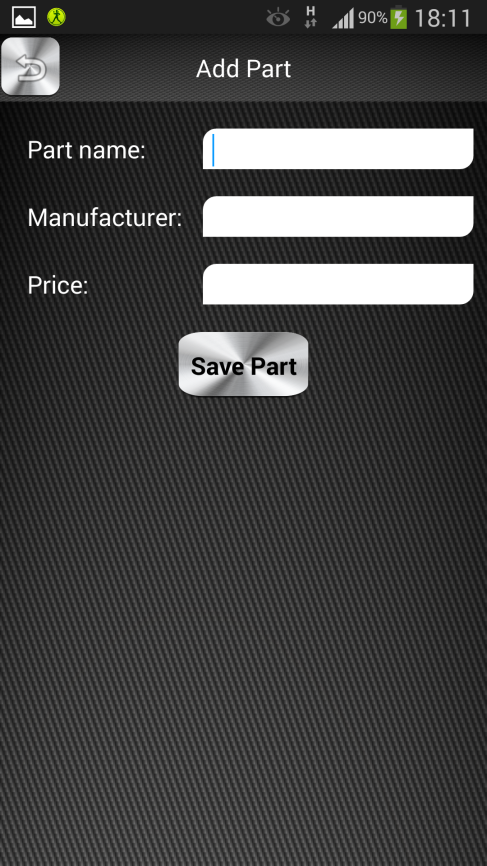 H 90% 18:11
Add Part
Part name:
Manufacturer:
Price:
Save Part